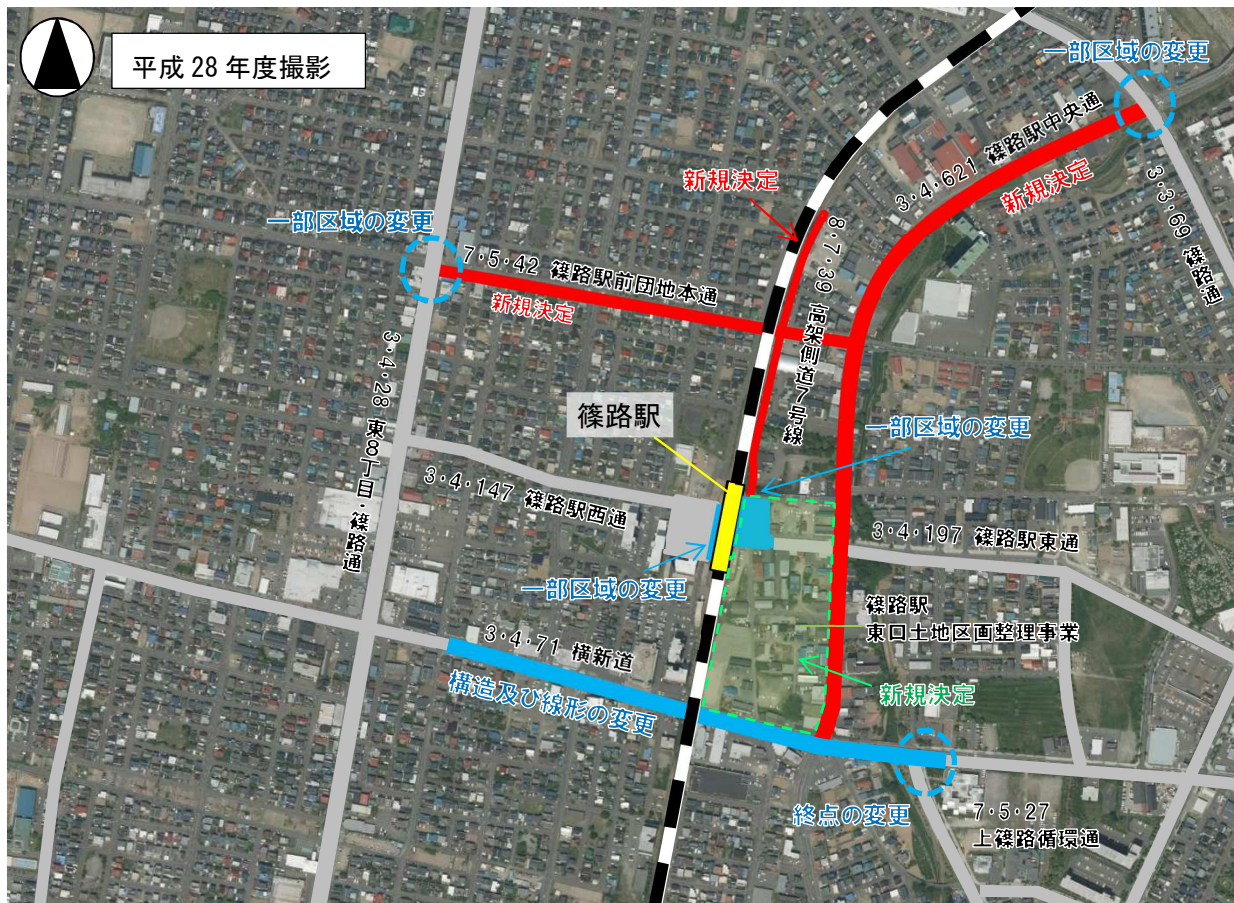 平成 28 年度撮影
一部区域の変更
3・4・621 篠路駅中央通
新規決定
3・3・69 篠路通
新規決定
8・7・39 高架側道7号線
一部区域の変更
7・5・42 篠路駅前団地本通
新規決定
3・4・28 東8丁目・篠路通
篠路駅
一部区域の変更
3・4・147 篠路駅西通
3・4・197 篠路駅東通
一部区域の変更
篠路駅
東口土地区画整理事業
新規決定
3・4・71 横新道
構造及び線形の変更
終点の変更
7・5・27
上篠路循環通